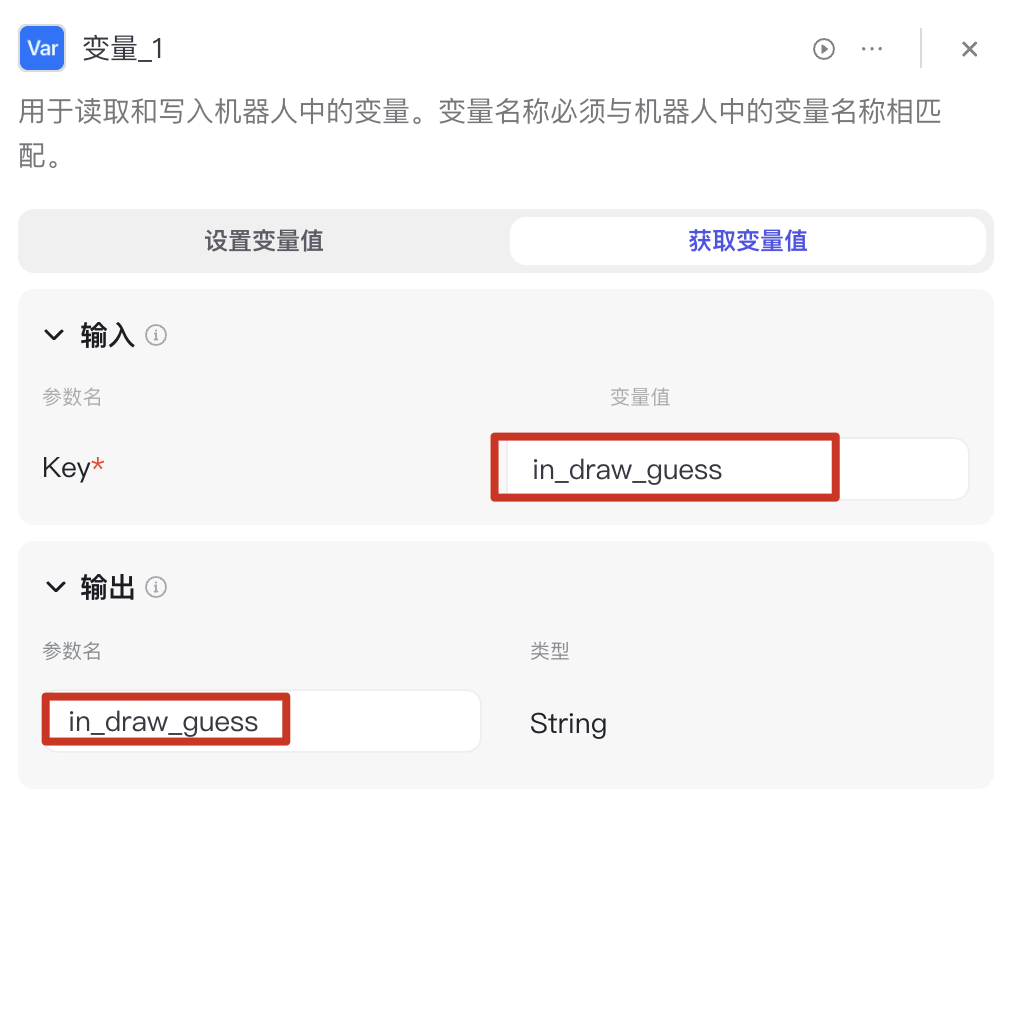 Var 变量_1
用于读取和写入机器人中的变量。变量名称必须与机器人中的变量名称相匹
配。
设置变量值 获取变量值
输入
参数名 变量值
Key* in_draw_guess
输出
参数名 类型
in_draw_guess String